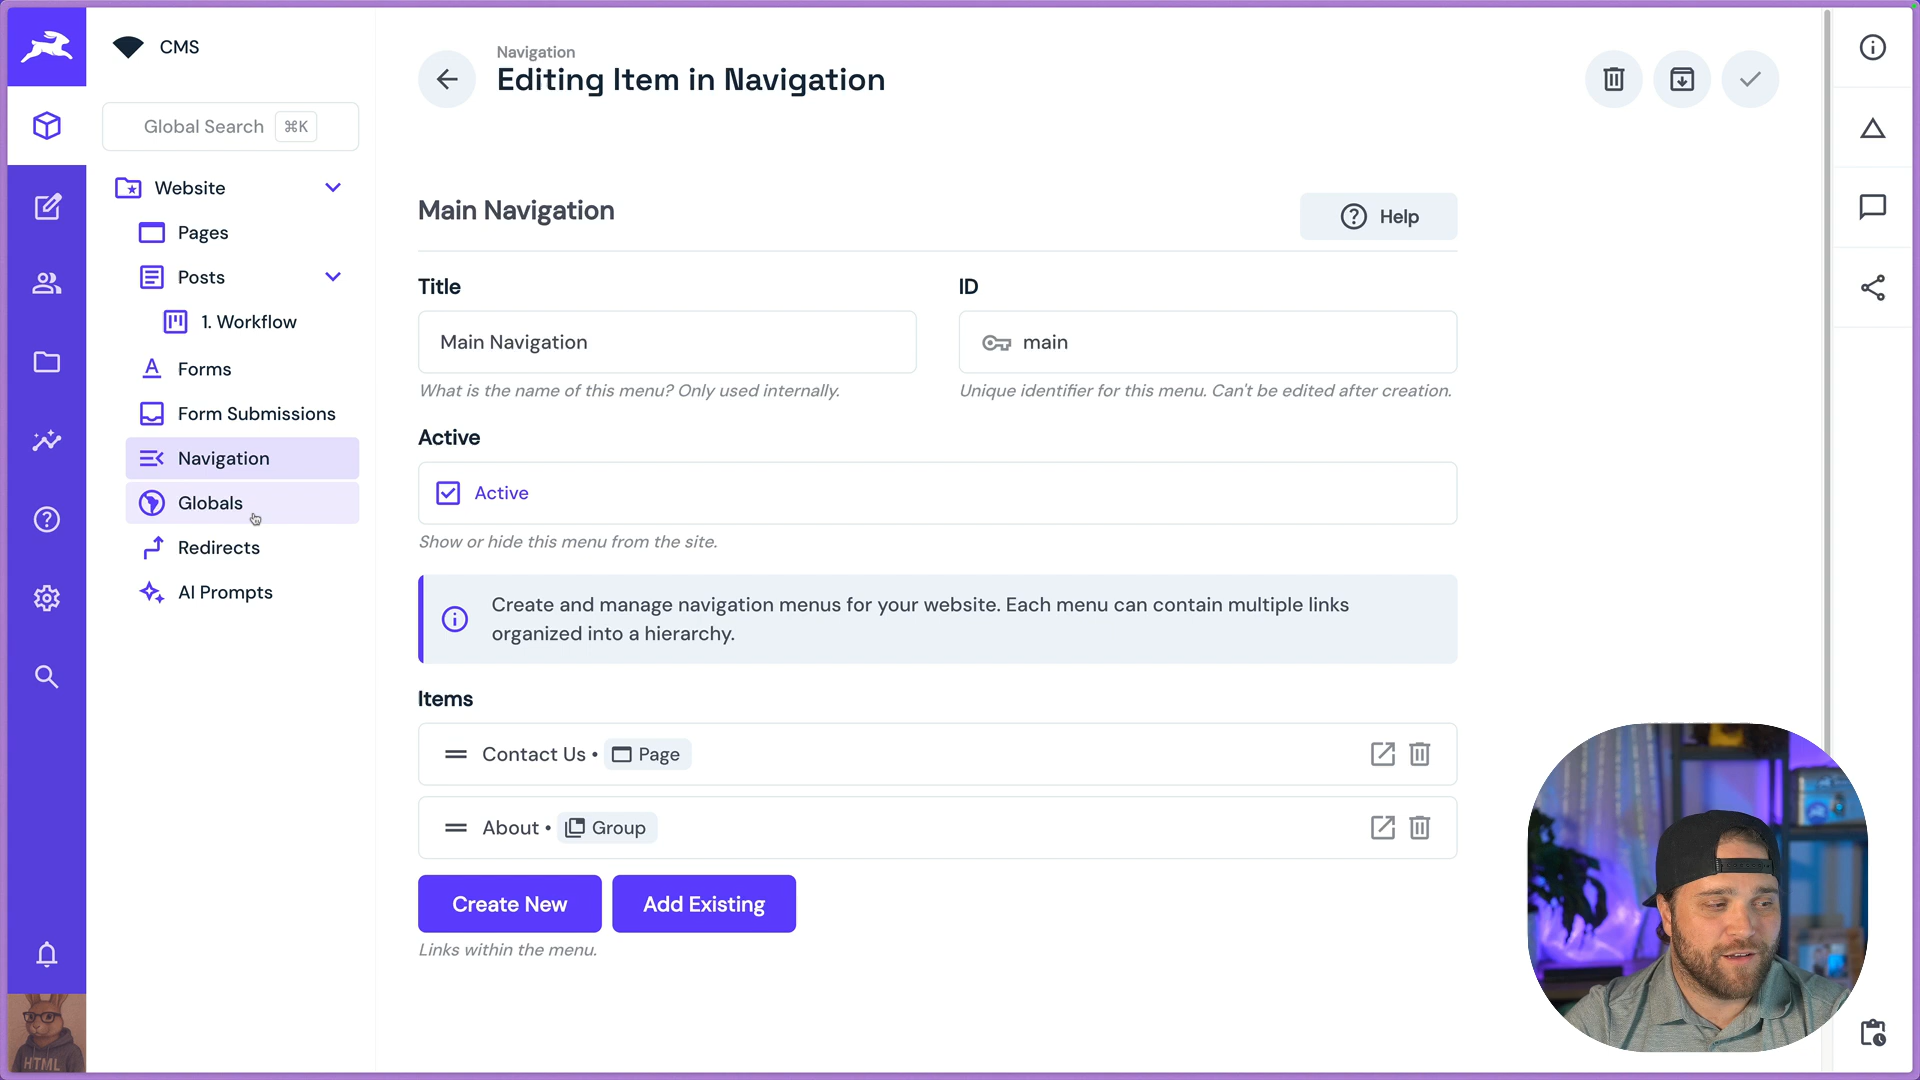 CMS
Global Search ⌘K
Website
Pages
Posts
1. Workflow
Forms
Form Submissions
Navigation
Globals
Redirects
AI Prompts
Navigation
Editing Item in Navigation
Main Navigation
Help
Title
Main Navigation
What is the name of this menu? Only used internally.
ID
main
Unique identifier for this menu. Can't be edited after creation.
Active
Active
Show or hide this menu from the site.
Create and manage navigation menus for your website. Each menu can contain multiple links
organized into a hierarchy.
Items
Contact Us • Page
About • Group
Create New
Add Existing
Links within the menu.
HTML